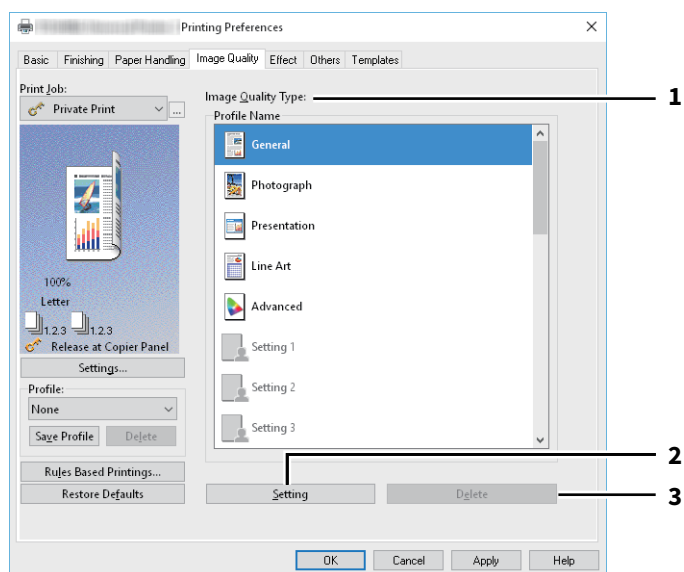 Printing Preferences
Basic Finishing Paper Handling Image Quality Effect Others Templates
Print Job:
Private Print
...
100%
Letter
1.2.3 1.2.3
Release at Copier Panel
Settings...
Profile:
None
Save Profile Delete
Rules Based Printings...
Restore Defaults
Image Quality Type:
Profile Name
General
Photograph
Presentation
Line Art
Advanced
Setting 1
Setting 2
Setting 3
Setting Delete
OK Cancel Apply Help
1
2
3